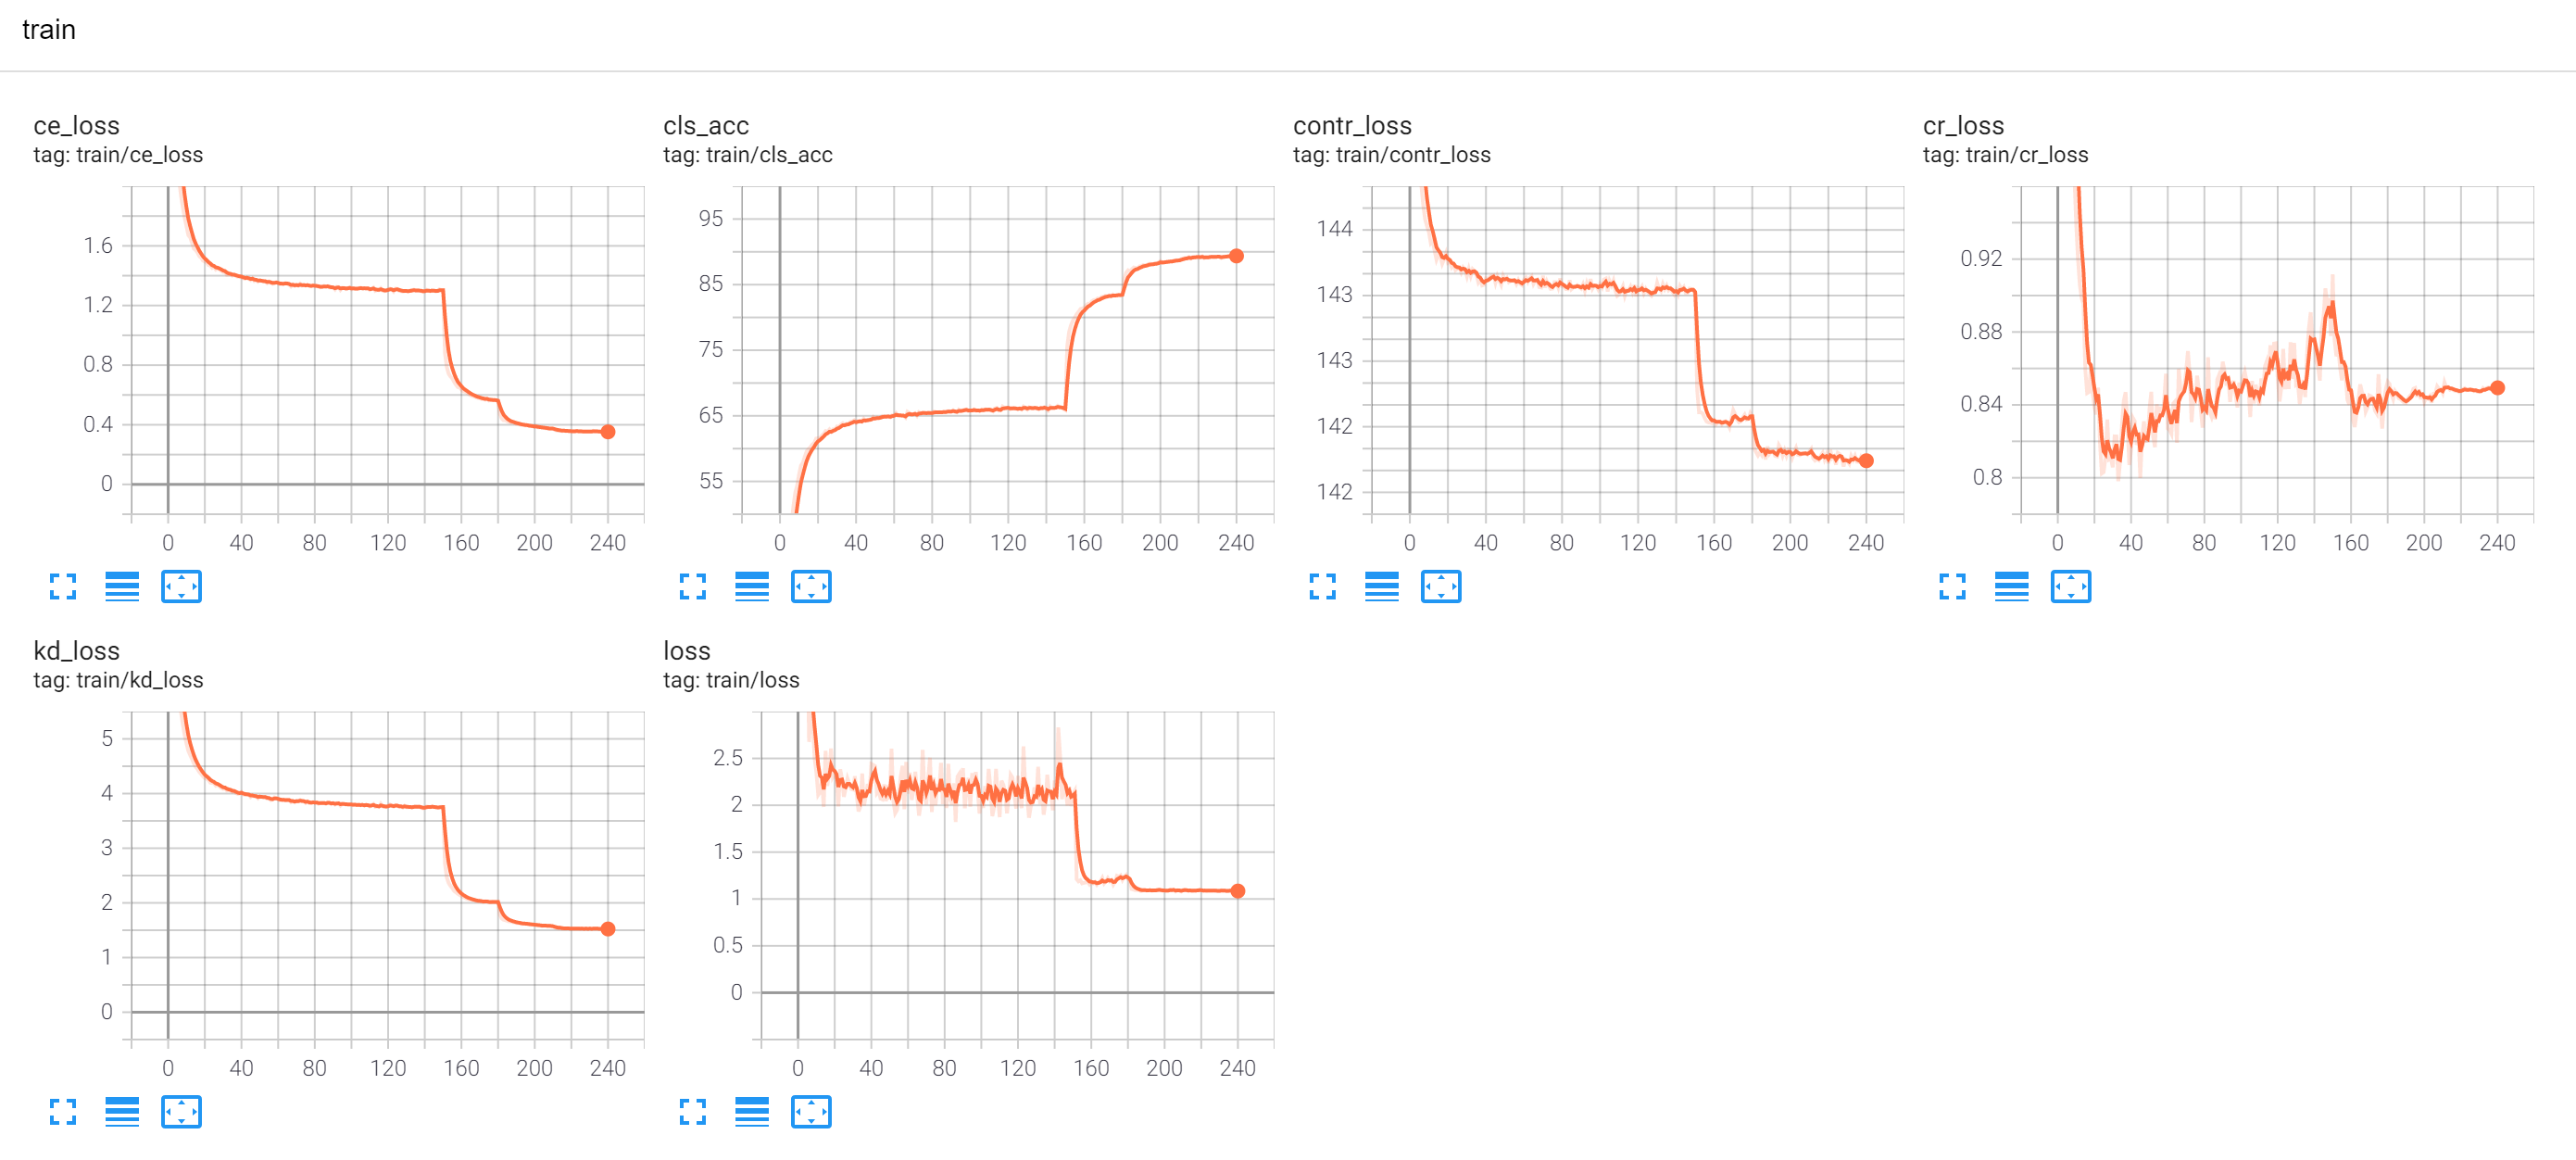 train
ce_loss
tag: train/ce_loss
1.6
1.2
0.8
0.4
0
0 40 80 120 160 200 240
cls_acc
tag: train/cls_acc
95
85
75
65
55
0 40 80 120 160 200 240
contr_loss
tag: train/contr_loss
144
143
143
142
142
0 40 80 120 160 200 240
cr_loss
tag: train/cr_loss
0.92
0.88
0.84
0.8
0 40 80 120 160 200 240
kd_loss
tag: train/kd_loss
5
4
3
2
1
0
0 40 80 120 160 200 240
loss
tag: train/loss
2.5
2
1.5
1
0.5
0
0 40 80 120 160 200 240